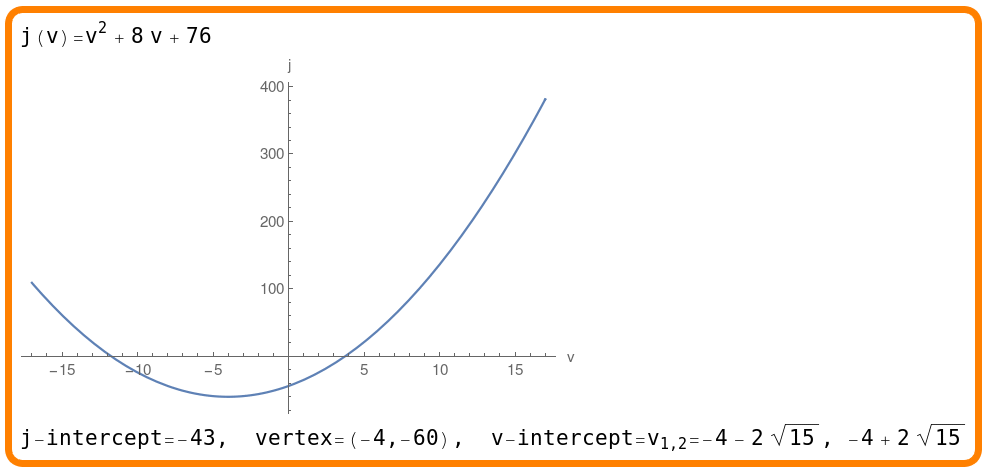 j(v)=v² + 8 v + 76
j
400
300
200
100
−15 −10 −5 5 10 15 v
j−intercept=−43, vertex=(−4,−60), v−intercept=v₁,₂=−4 − 2 √15, −4 + 2 √15